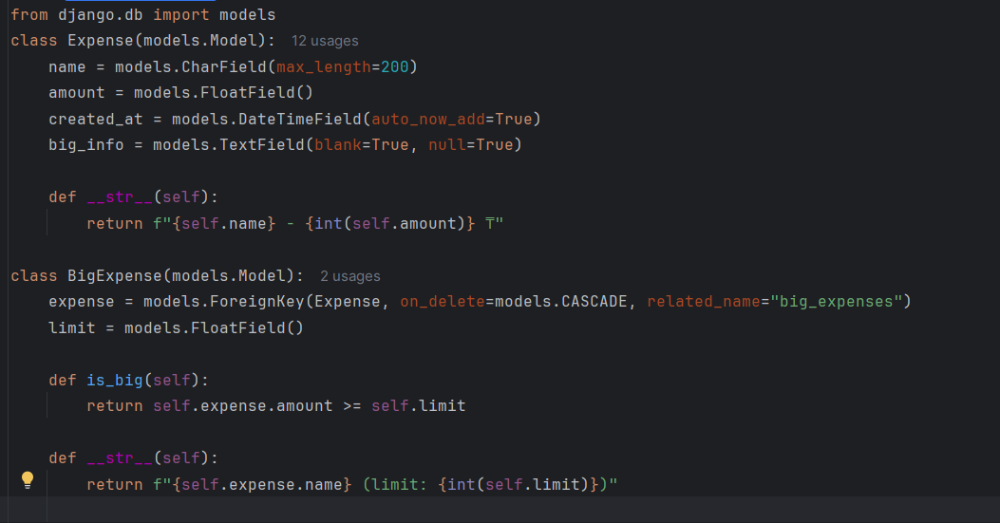 from django.db import models
class Expense(models.Model):  12 usages
    name = models.CharField(max_length=200)
    amount = models.FloatField()
    created_at = models.DateTimeField(auto_now_add=True)
    big_info = models.TextField(blank=True, null=True)
    def __str__(self):
        return f"{self.name} - {int(self.amount)} ₸"
class BigExpense(models.Model):  2 usages
    expense = models.ForeignKey(Expense, on_delete=models.CASCADE, related_name="big_expenses")
    limit = models.FloatField()
    def is_big(self):
        return self.expense.amount >= self.limit
    def __str__(self):
        return f"{self.expense.name} (limit: {int(self.limit)})"